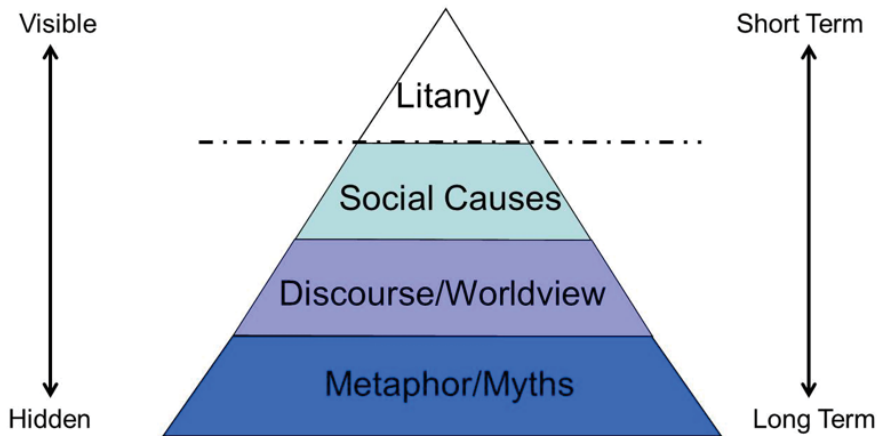 Visible
Short Term
Litany
Social Causes
Discourse/Worldview
Metaphor/Myths
Hidden
Long Term